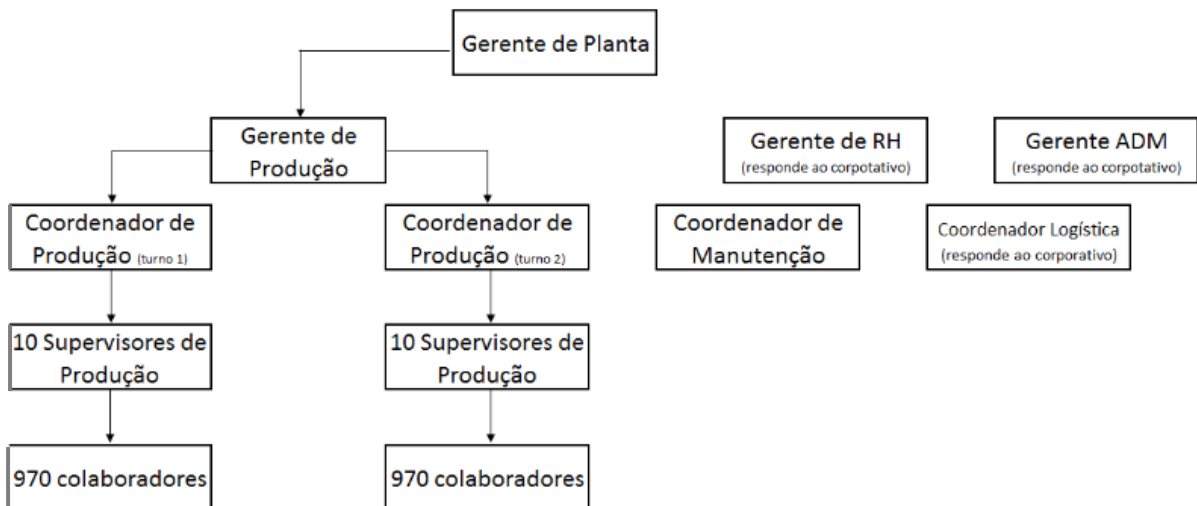 Gerente de Planta
Gerente de
Produção
Gerente de RH
(responde ao corpotativo)
Gerente ADM
(responde ao corpotativo)
Coordenador de
Produção (turno 1)
Coordenador de
Produção (turno 2)
Coordenador de
Manutenção
Coordenador Logística
(responde ao corporativo)
10 Supervisores de
Produção
10 Supervisores de
Produção
970 colaboradores
970 colaboradores